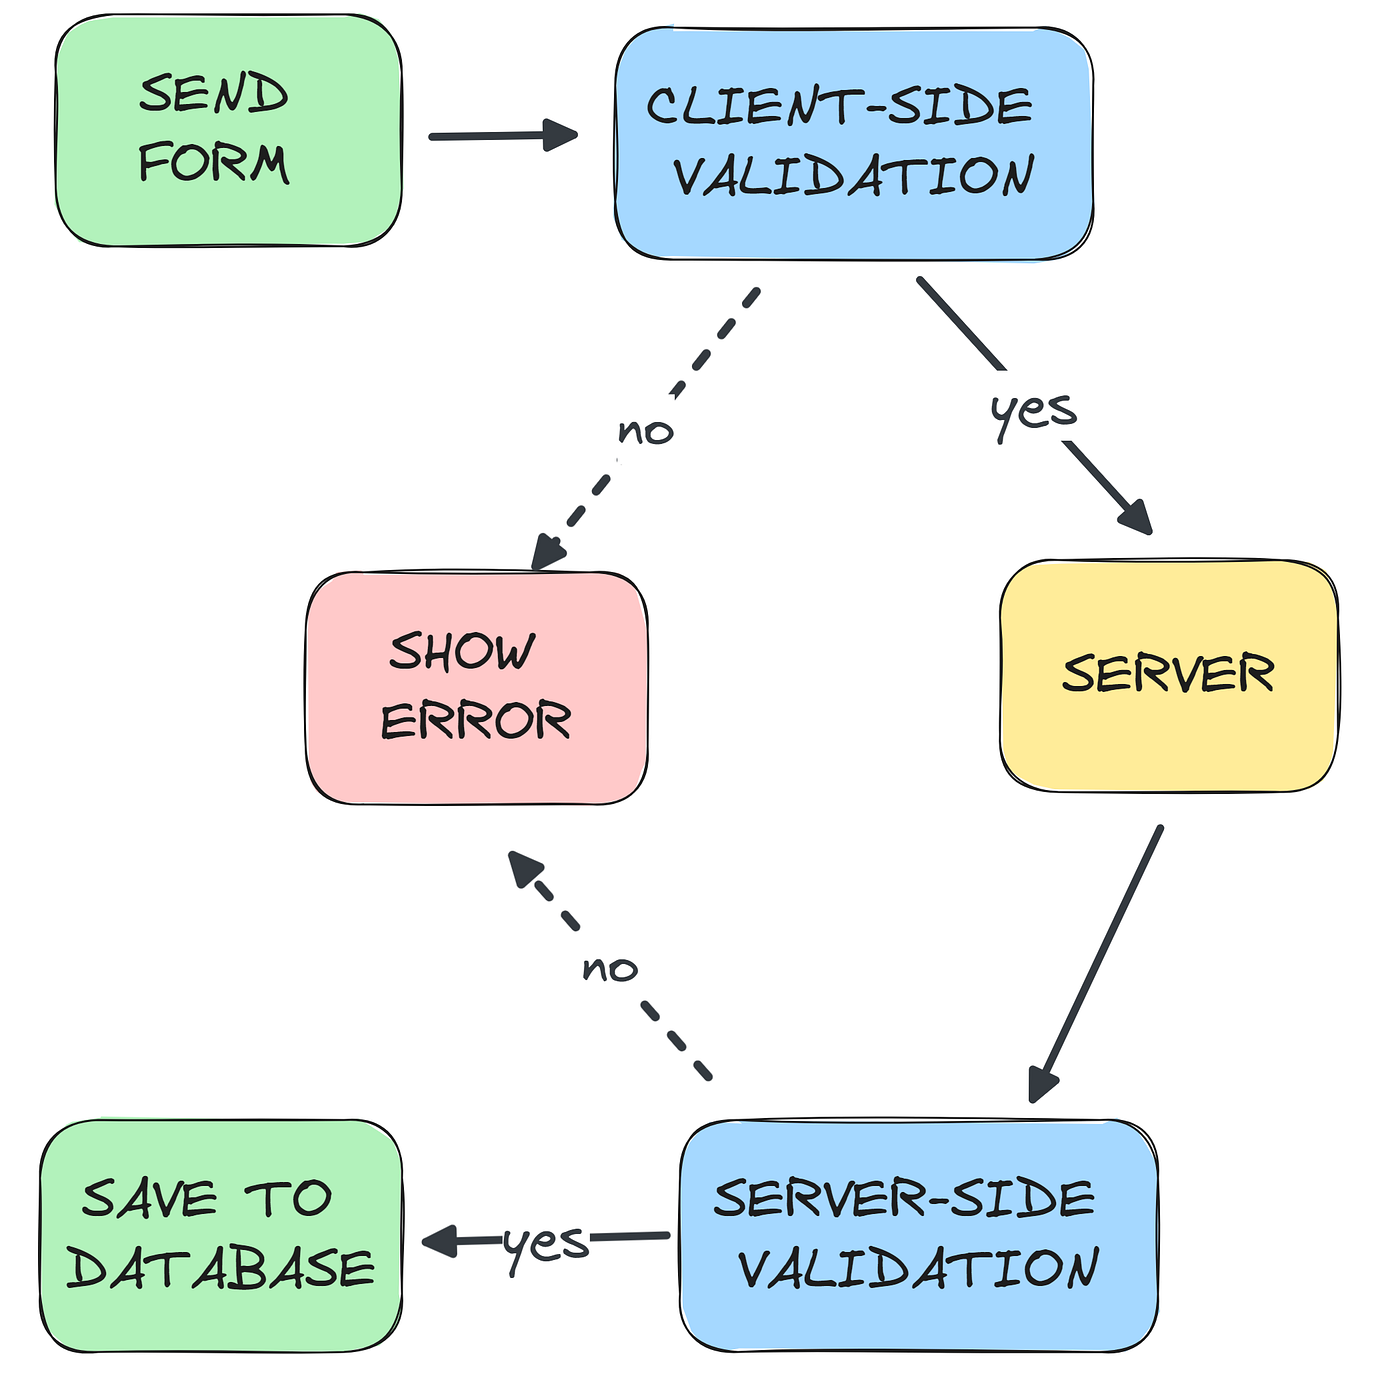 SEND
FORM
CLIENT-SIDE
VALIDATION
no
yes
SHOW
ERROR
SERVER
no
SAVE TO
DATABASE
yes
SERVER-SIDE
VALIDATION